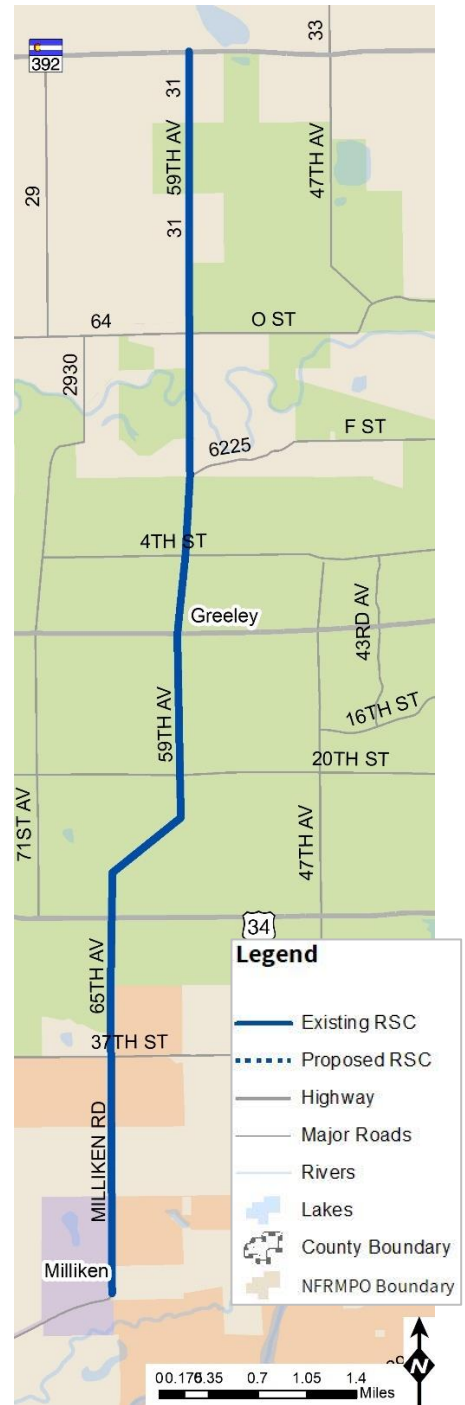 392
33
31
59TH AV
47TH AV
29
31
64
O ST
2930
F ST
6225
4TH ST
43RD AV
Greeley
16TH ST
59TH AV
20TH ST
71ST AV
47TH AV
34
Legend
65TH AV
Existing RSC
37TH ST
Proposed RSC
Highway
Major Roads
MILLIKEN RD
Rivers
Lakes
Milliken
County Boundary
NFRMPO Boundary
N
0.35 0.7 1.05 1.4
Miles